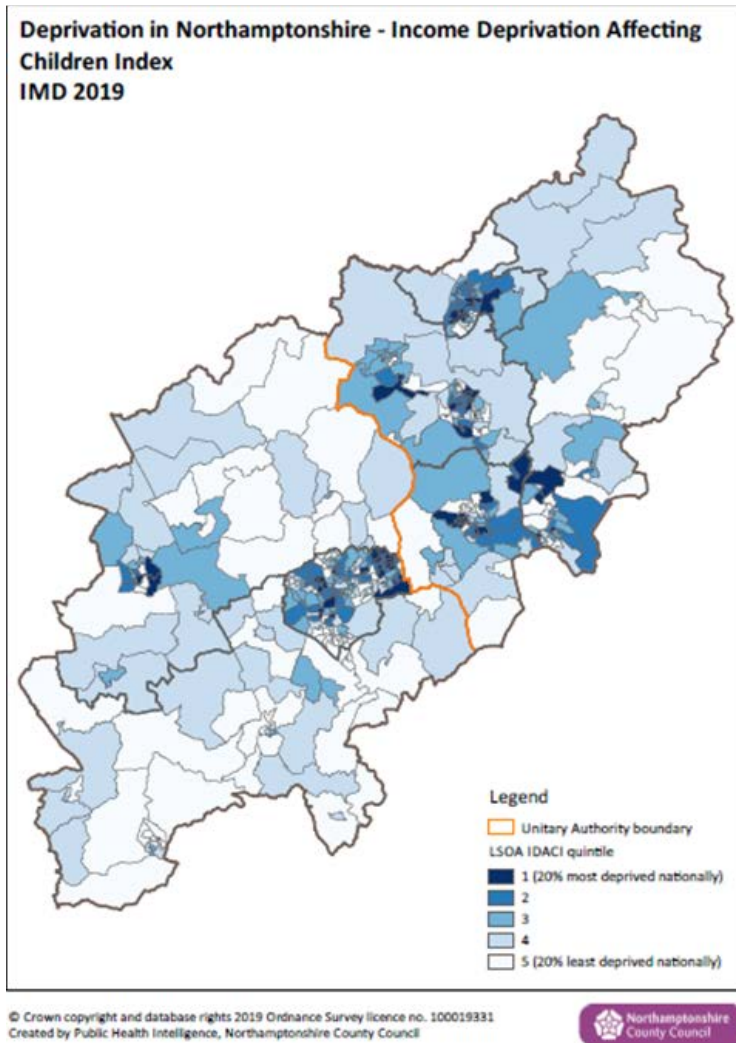 Deprivation in Northamptonshire - Income Deprivation Affecting
Children Index
IMD 2019
Legend
Unitary Authority boundary
LSOA IDACI quintile
1 (20% most deprived nationally)
2
3
4
5 (20% least deprived nationally)
© Crown copyright and database rights 2019 Ordnance Survey licence no. 100019331
Created by Public Health Intelligence, Northamptonshire County Council
Northamptonshire
County Council